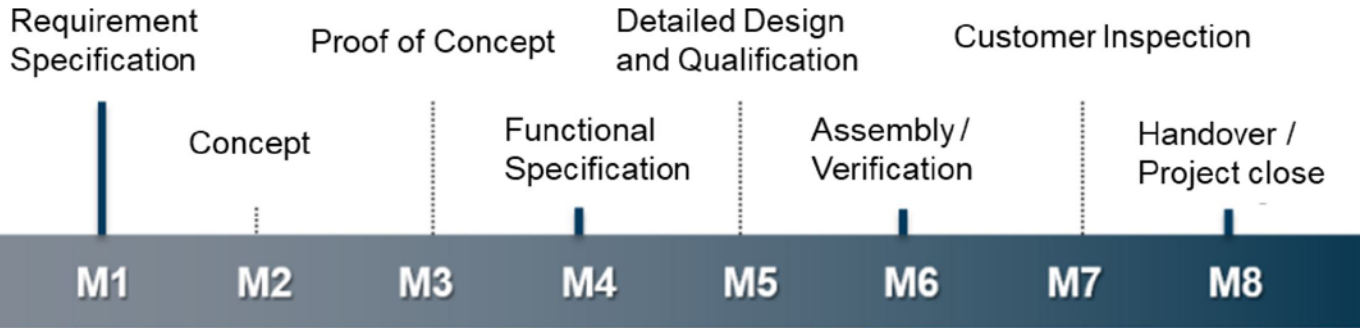 Requirement
Specification
Proof of Concept
Detailed Design
and Qualification
Customer Inspection
Concept
Functional
Specification
Assembly /
Verification
Handover /
Project close
M1 M2 M3 M4 M5 M6 M7 M8